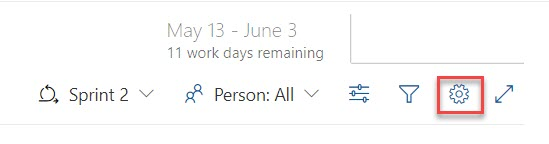 May 13 - June 3
11 work days remaining
Sprint 2 Person: All